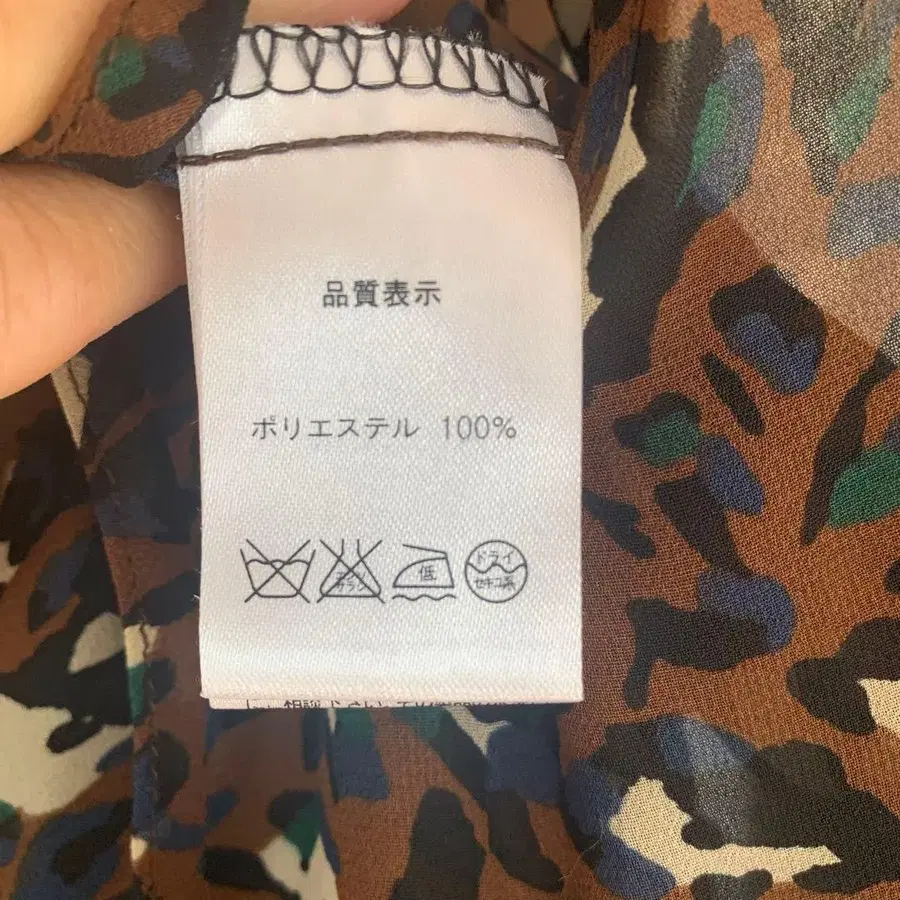 品質表示
ポリエステル 100%
低 ドライ
セキユ系